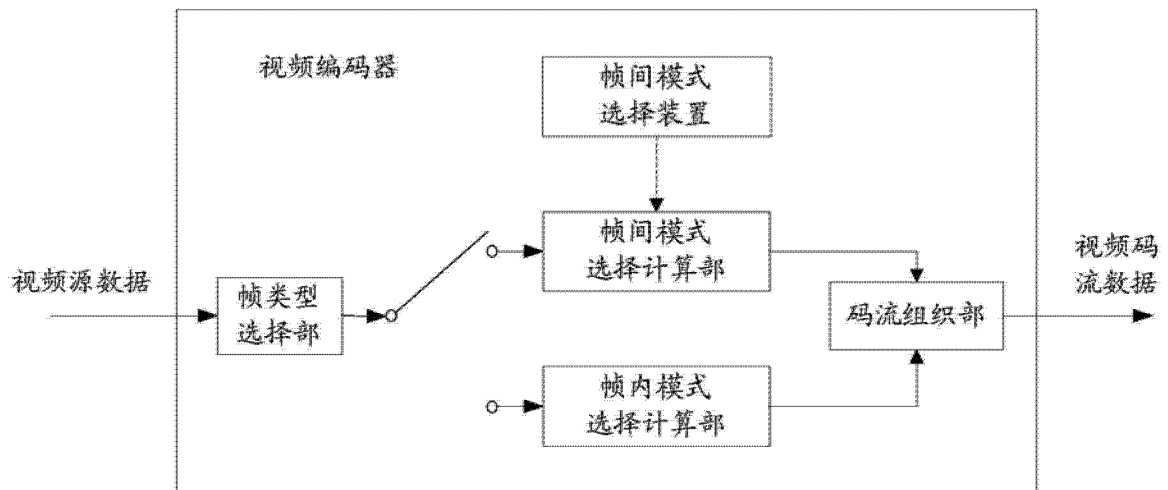 视频编码器
帧间模式
选择装置
帧间模式
选择计算部
视频源数据
帧类型
选择部
码流组织部
视频码
流数据
帧内模式
选择计算部